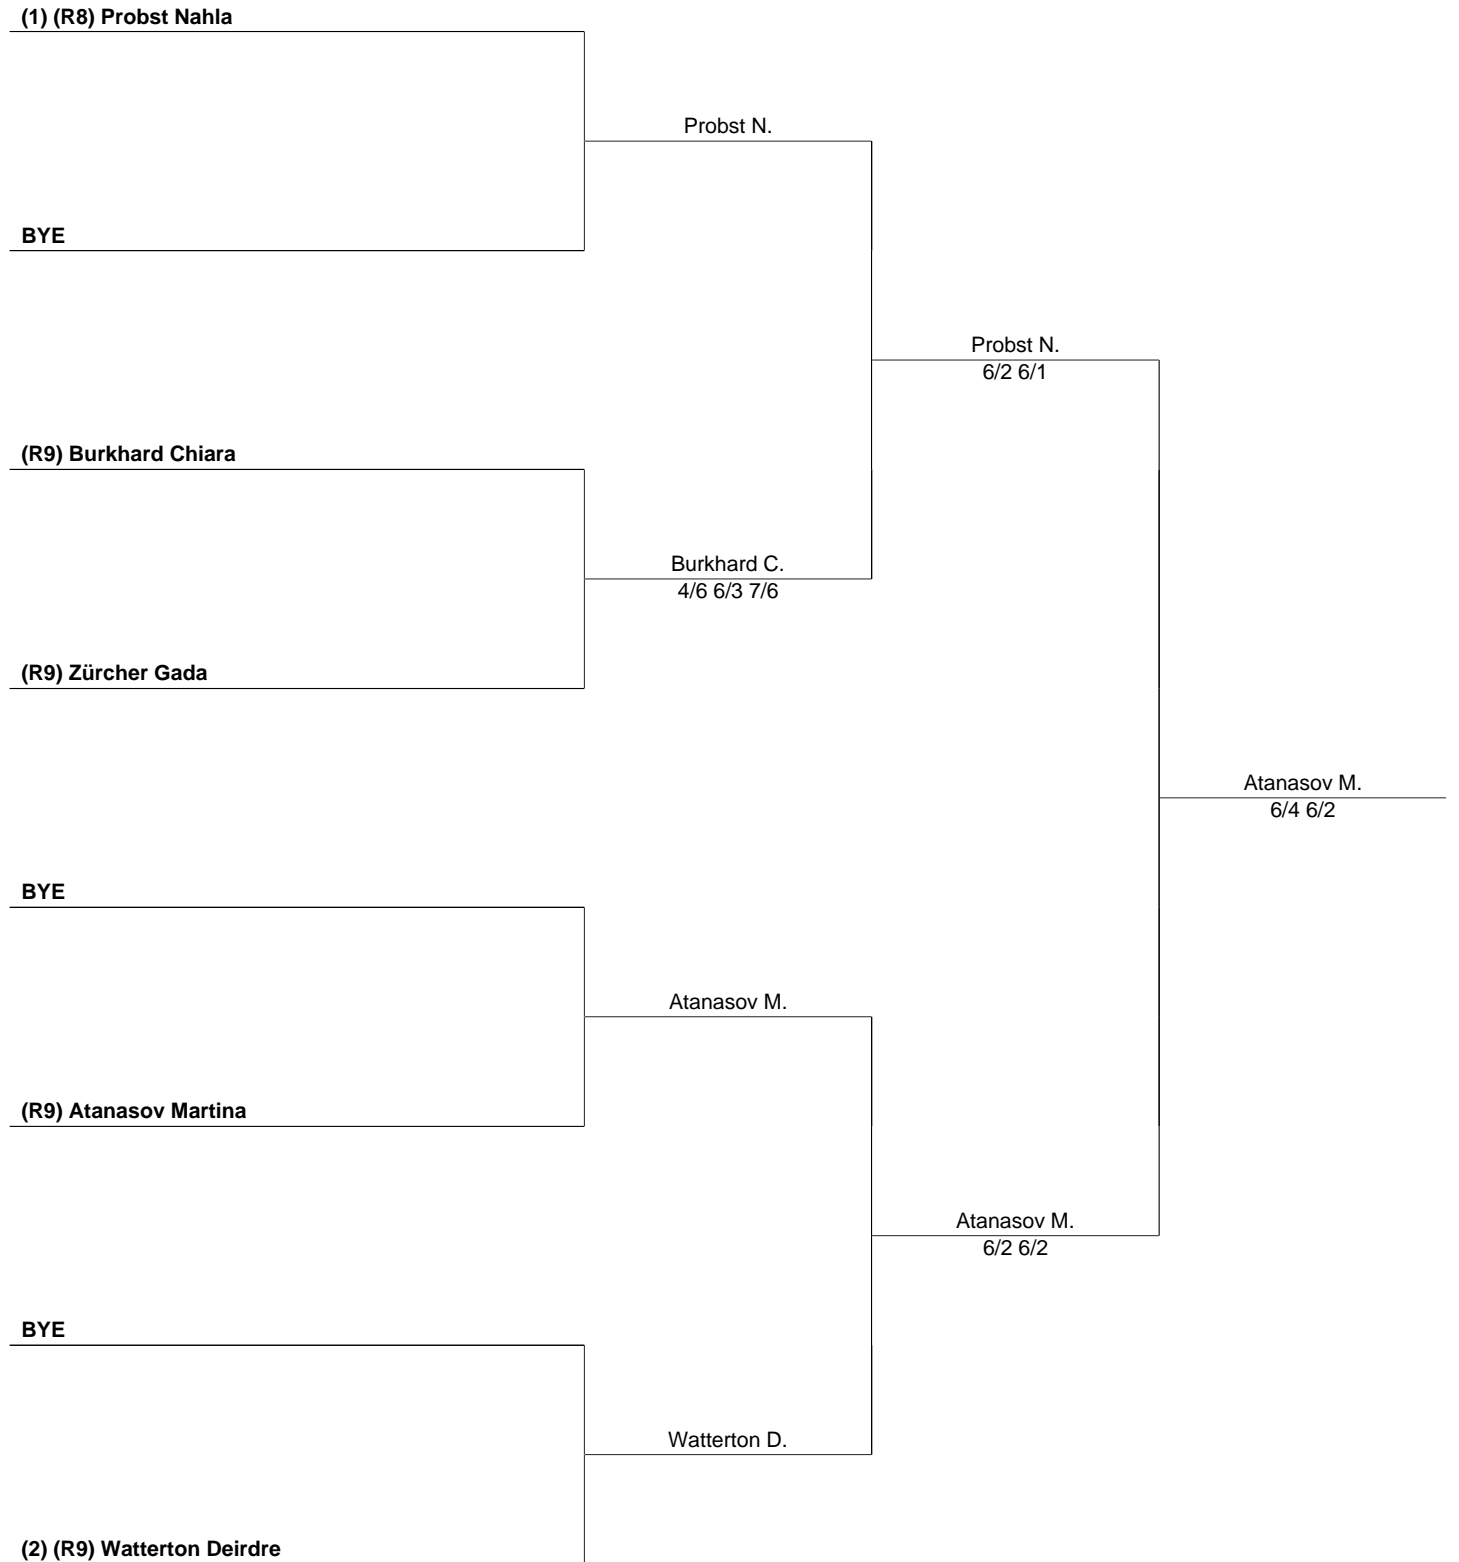 (1) (R8) Probst Nahla
Probst N.
BYE
Probst N.
6/2 6/1
(R9) Burkhard Chiara
Burkhard C.
4/6 6/3 7/6
(R9) Zürcher Gada
Atanasov M.
6/4 6/2
BYE
Atanasov M.
(R9) Atanasov Martina
Atanasov M.
6/2 6/2
BYE
Watterton D.
(2) (R9) Watterton Deirdre